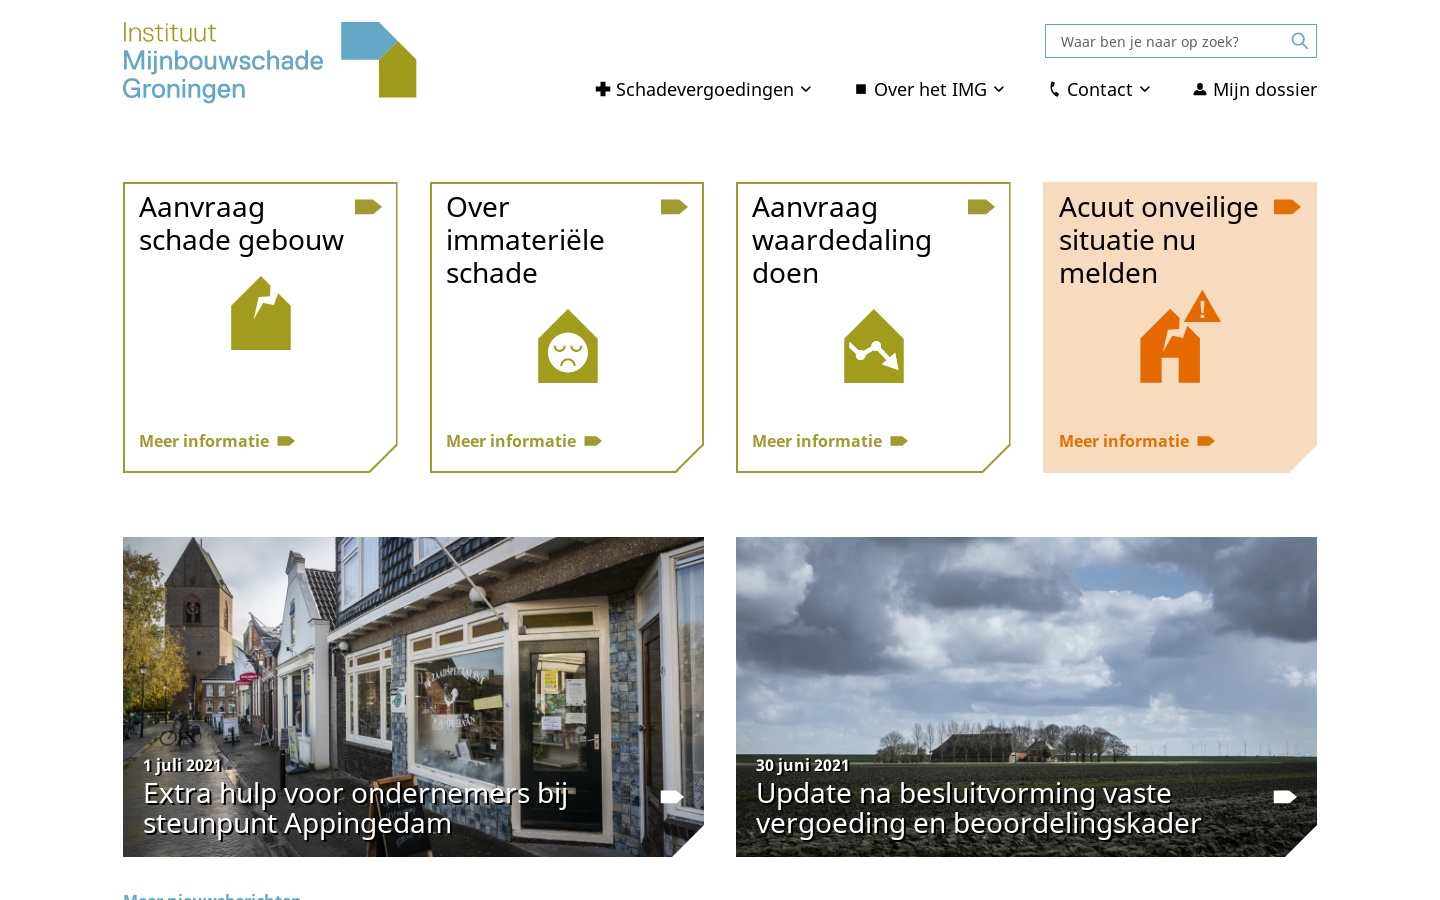 Instituut
Mijnbouwschade
Groningen
Waar ben je naar op zoek?
Schadevergoedingen
Over het IMG
Contact
Mijn dossier
Aanvraag
schade gebouw
Meer informatie
Over
immateriële
schade
Meer informatie
Aanvraag
waardedaling
doen
Meer informatie
Acuut onveilige
situatie nu
melden
Meer informatie
1 juli 2021
Extra hulp voor ondernemers bij
steunpunt Appingedam
30 juni 2021
Update na besluitvorming vaste
vergoeding en beoordelingskader
Meer nieuwsberichten